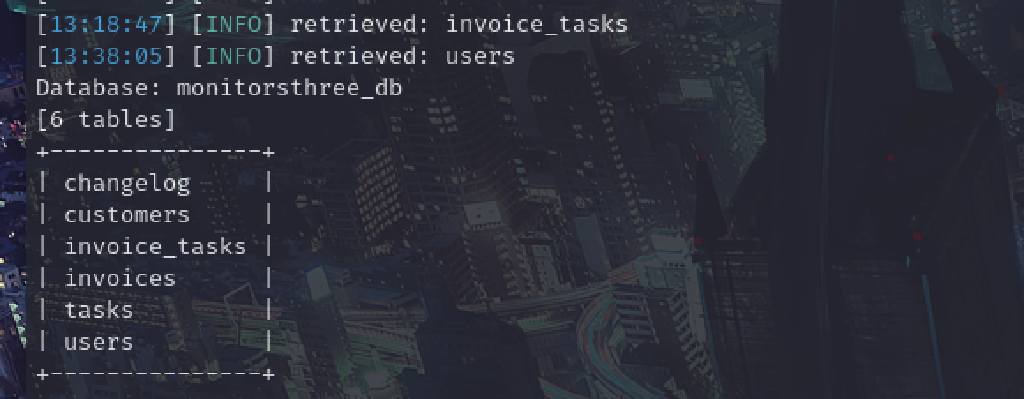 [13:18:47] [INFO] retrieved: invoice_tasks
[13:38:05] [INFO] retrieved: users
Database: monitorsthree_db
[6 tables]
+---------------+
| changelog     |
| customers     |
| invoice_tasks |
| invoices      |
| tasks         |
| users         |
+---------------+